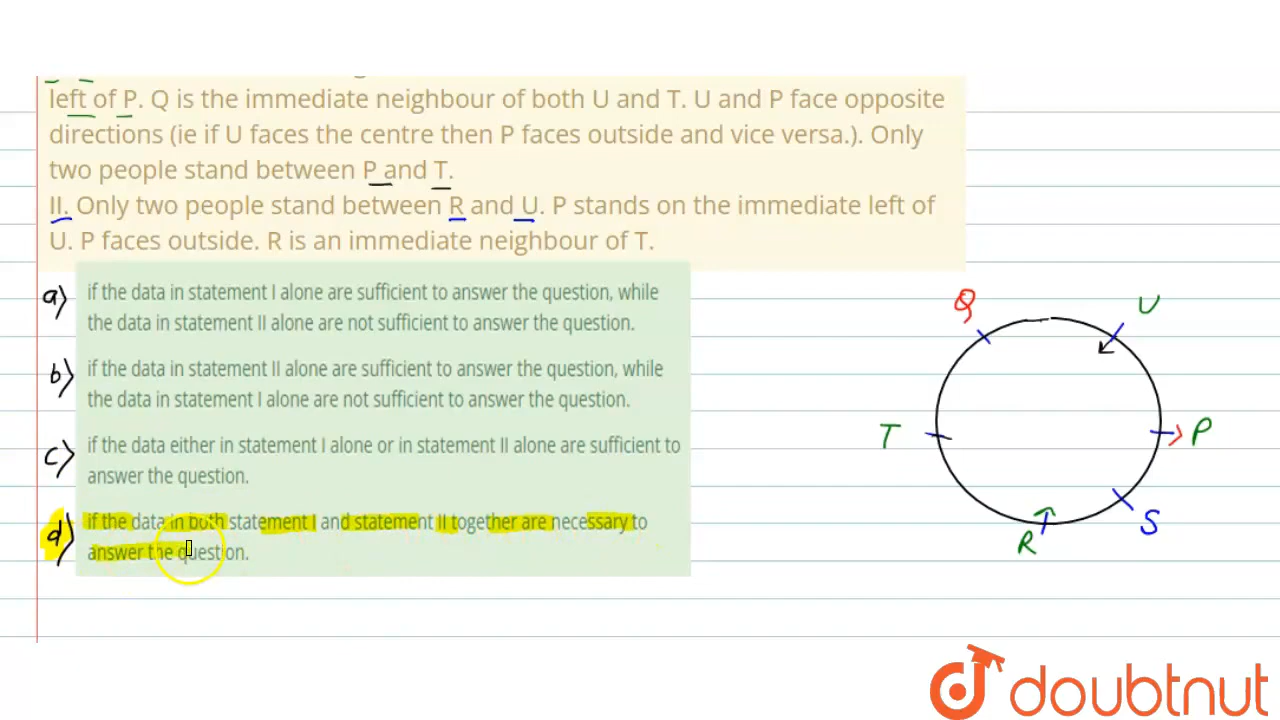 left of P. Q is the immediate neighbour of both U and T. U and P face opposite
directions (ie if U faces the centre then P faces outside and vice versa.). Only
two people stand between P and T.
II. Only two people stand between R and U. P stands on the immediate left of
U. P faces outside. R is an immediate neighbour of T.
a) if the data in statement I alone are sufficient to answer the question, while
the data in statement II alone are not sufficient to answer the question.
b) if the data in statement II alone are sufficient to answer the question, while
the data in statement I alone are not sufficient to answer the question.
c) if the data either in statement I alone or in statement II alone are sufficient to
answer the question.
d) if the data in both statement I and statement II together are necessary to
answer the question.
Q U
T P
R S
doubtnut